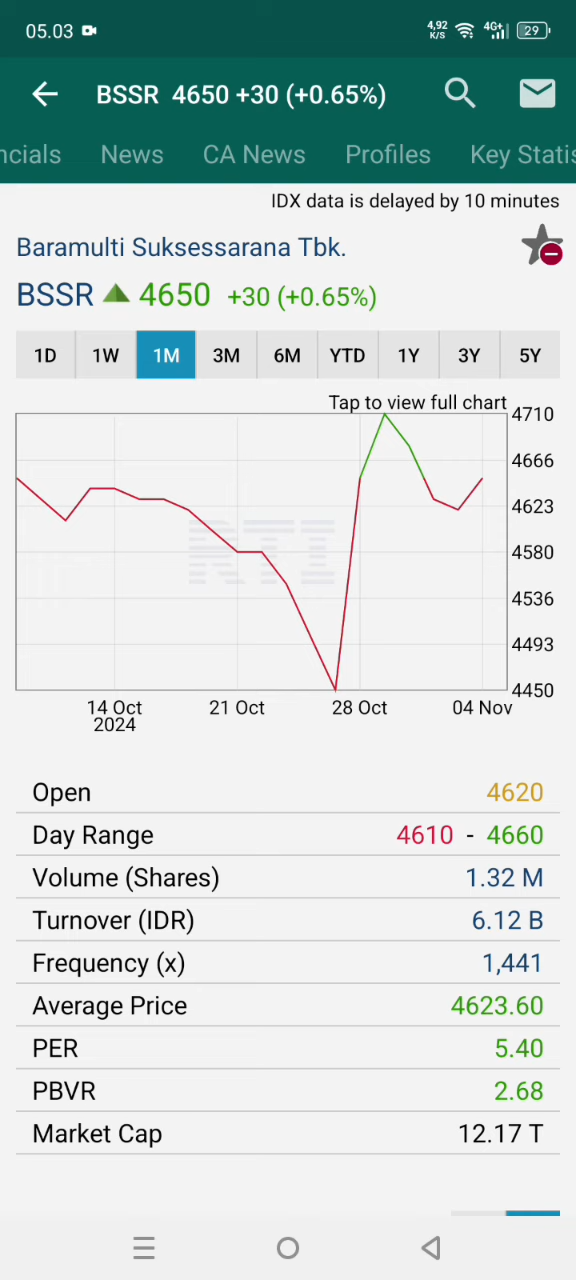 05.03 4,92 K/S 4G+ 29
BSSR 4650 +30 (+0.65%)
ncials News CA News Profiles Key Statis
IDX data is delayed by 10 minutes
Baramulti Suksessarana Tbk.
BSSR 4650 +30 (+0.65%)
1D 1W 1M 3M 6M YTD 1Y 3Y 5Y
Tap to view full chart
4710
4666
4623
RTI
4580
4536
4493
4450
14 Oct 21 Oct 28 Oct 04 Nov
2024
Open 4620
Day Range 4610 - 4660
Volume (Shares) 1.32 M
Turnover (IDR) 6.12 B
Frequency (x) 1,441
Average Price 4623.60
PER 5.40
PBVR 2.68
Market Cap 12.17 T